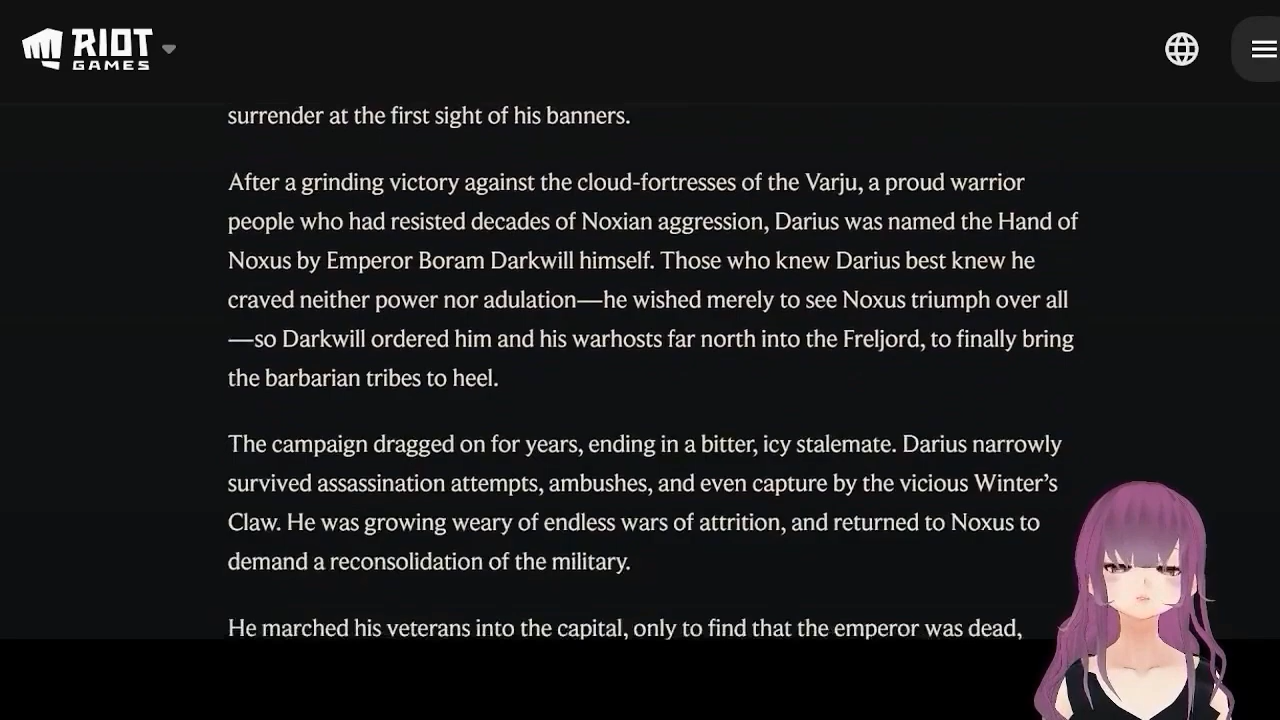 RIOT
GAMES
surrender at the first sight of his banners.
After a grinding victory against the cloud-fortresses of the Varju, a proud warrior
people who had resisted decades of Noxian aggression, Darius was named the Hand of
Noxus by Emperor Boram Darkwill himself. Those who knew Darius best knew he
craved neither power nor adulation—he wished merely to see Noxus triumph over all
—so Darkwill ordered him and his warhosts far north into the Freljord, to finally bring
the barbarian tribes to heel.
The campaign dragged on for years, ending in a bitter, icy stalemate. Darius narrowly
survived assassination attempts, ambushes, and even capture by the vicious Winter’s
Claw. He was growing weary of endless wars of attrition, and returned to Noxus to
demand a reconsolidation of the military.
He marched his veterans into the capital, only to find that the emperor was dead,